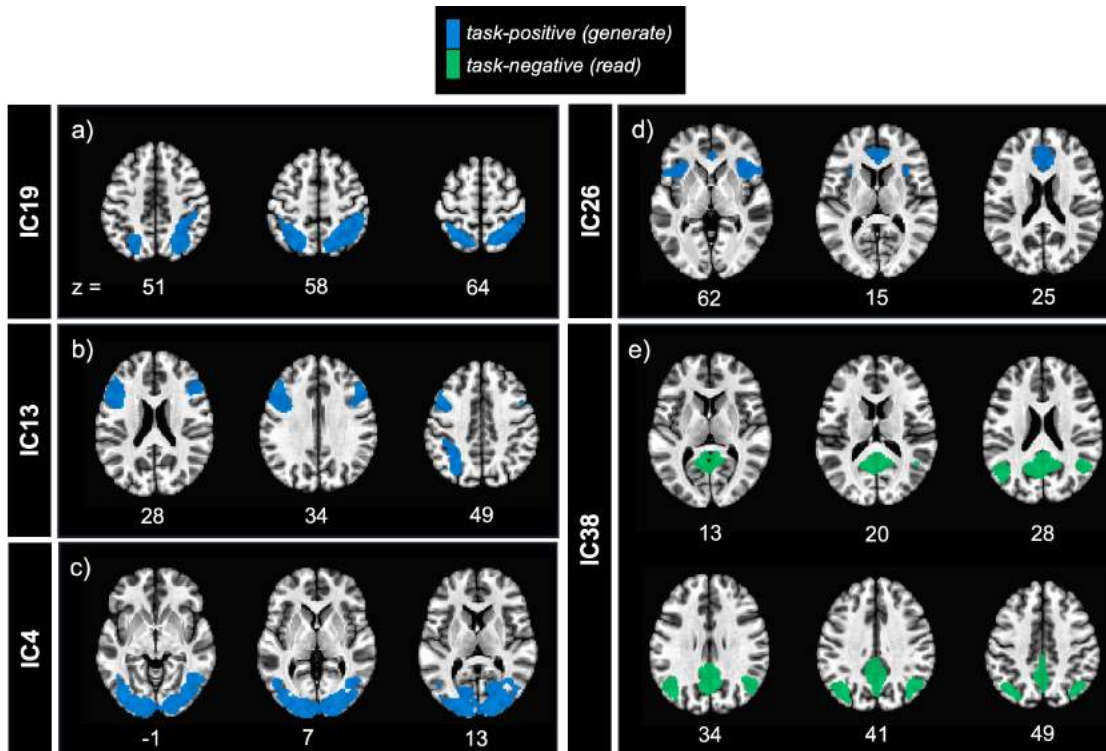 task-positive (generate)
task-negative (read)
IC19
a)
z = 51 58 64
IC13
b)
28 34 49
IC4
c)
-1 7 13
IC26
d)
62 15 25
IC38
e)
13 20 28
34 41 49